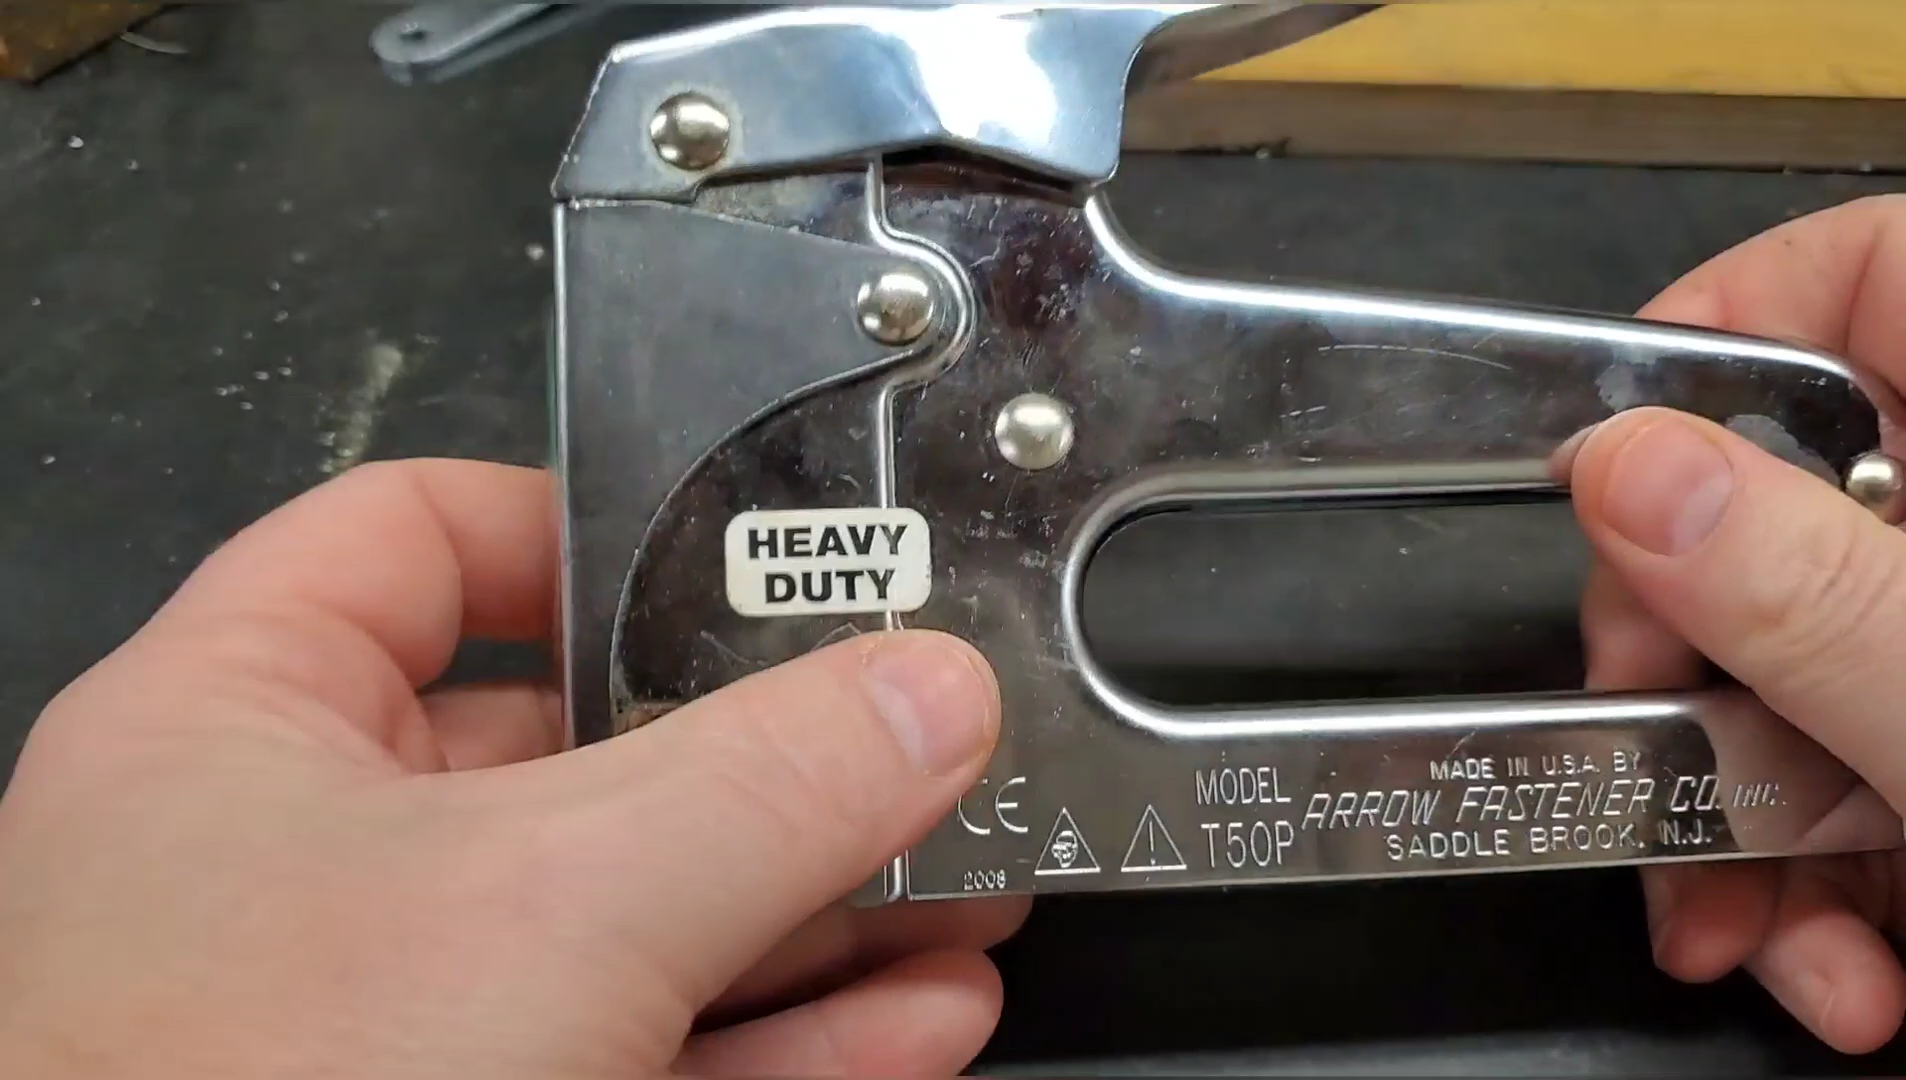 HEAVY
DUTY
CE
2008
MODEL
T50P
MADE IN U.S.A. BY
ARROW FASTENER CO. INC.
SADDLE BROOK, N.J.